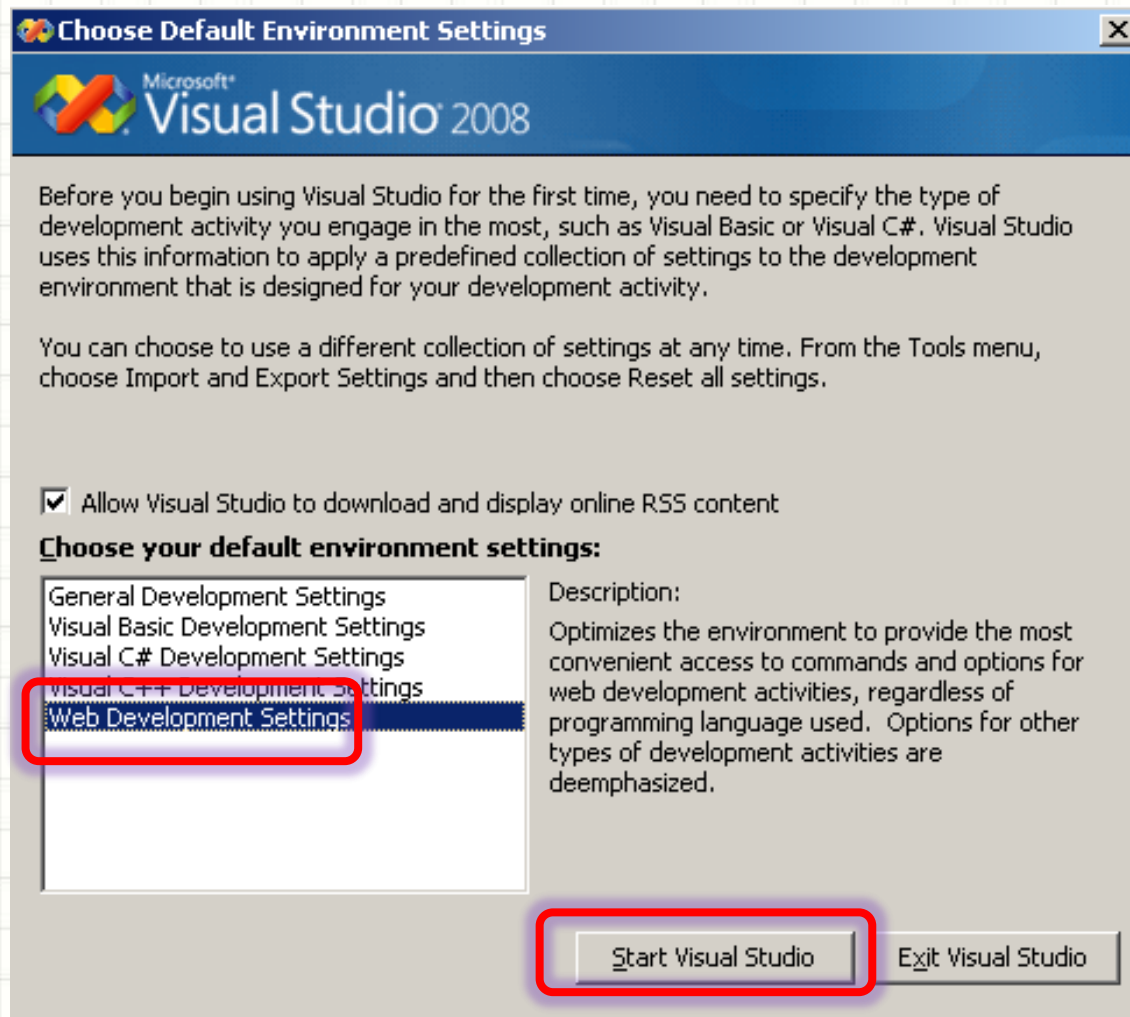 Choose Default Environment Settings
Microsoft®
Visual Studio® 2008
Before you begin using Visual Studio for the first time, you need to specify the type of
development activity you engage in the most, such as Visual Basic or Visual C#. Visual Studio
uses this information to apply a predefined collection of settings to the development
environment that is designed for your development activity.
You can choose to use a different collection of settings at any time. From the Tools menu,
choose Import and Export Settings and then choose Reset all settings.
Allow Visual Studio to download and display online RSS content
Choose your default environment settings:
General Development Settings
Visual Basic Development Settings
Visual C# Development Settings
Visual C++ Development Settings
Web Development Settings
Description:
Optimizes the environment to provide the most
convenient access to commands and options for
web development activities, regardless of
programming language used.  Options for other
types of development activities are
deemphasized.
Start Visual Studio
Exit Visual Studio